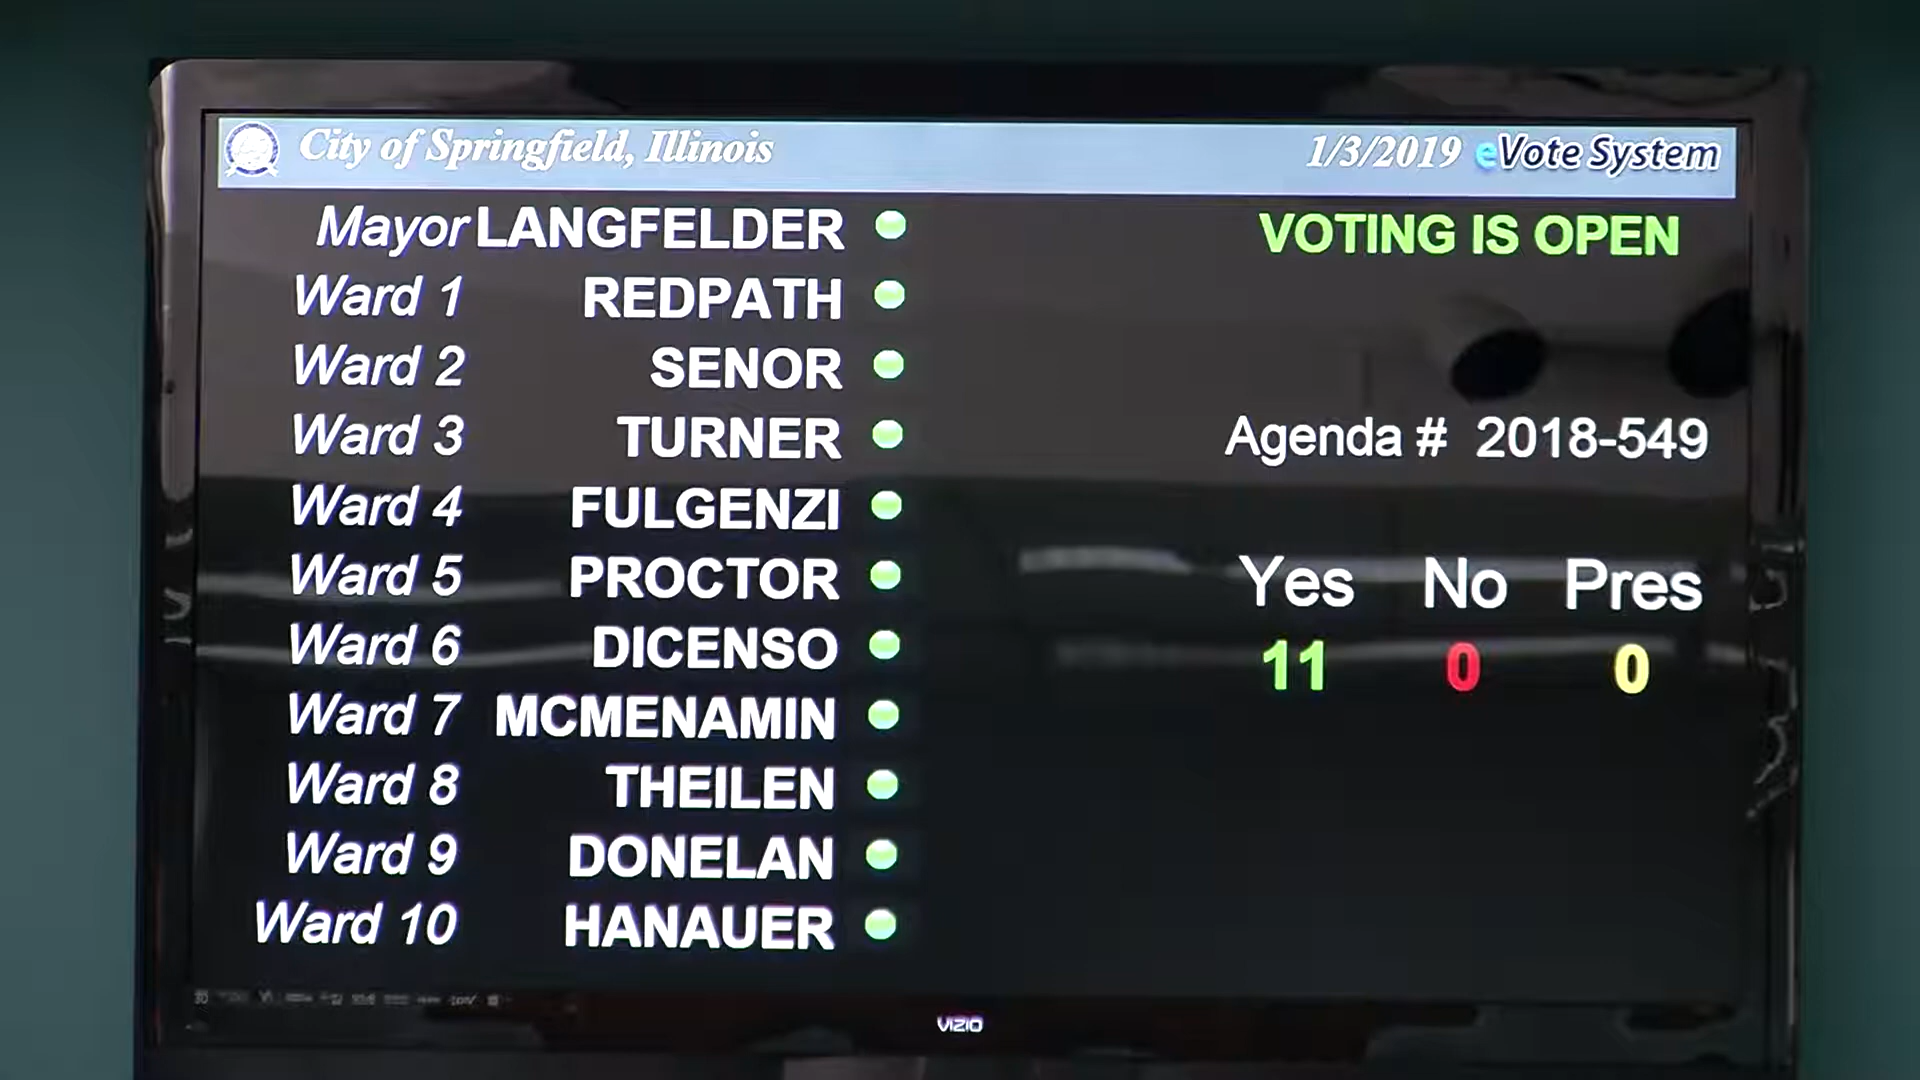 City of Springfield, Illinois 1/3/2019 eVote System
Mayor LANGFELDER VOTING IS OPEN
Ward 1 REDPATH
Ward 2 SENOR
Ward 3 TURNER Agenda # 2018-549
Ward 4 FULGENZI
Ward 5 PROCTOR Yes No Pres
Ward 6 DICENSO 11 0 0
Ward 7 MCMENAMIN
Ward 8 THEILEN
Ward 9 DONELAN
Ward 10 HANAUER
VIZIO